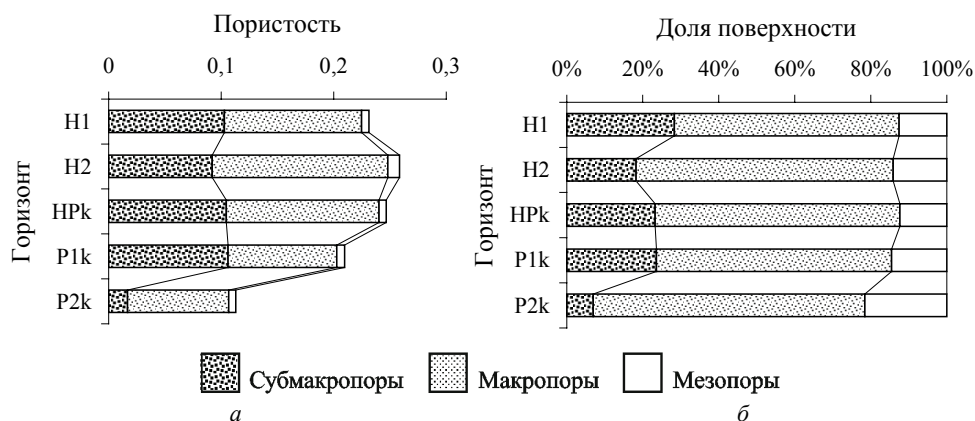 Пористость
0 0,1 0,2 0,3
Горизонт
H1
H2
HPk
P1k
P2k
Доля поверхности
0% 20% 40% 60% 80% 100%
Горизонт
H1
H2
HPk
P1k
P2k
Субмакропоры Макропоры Мезопоры
а б